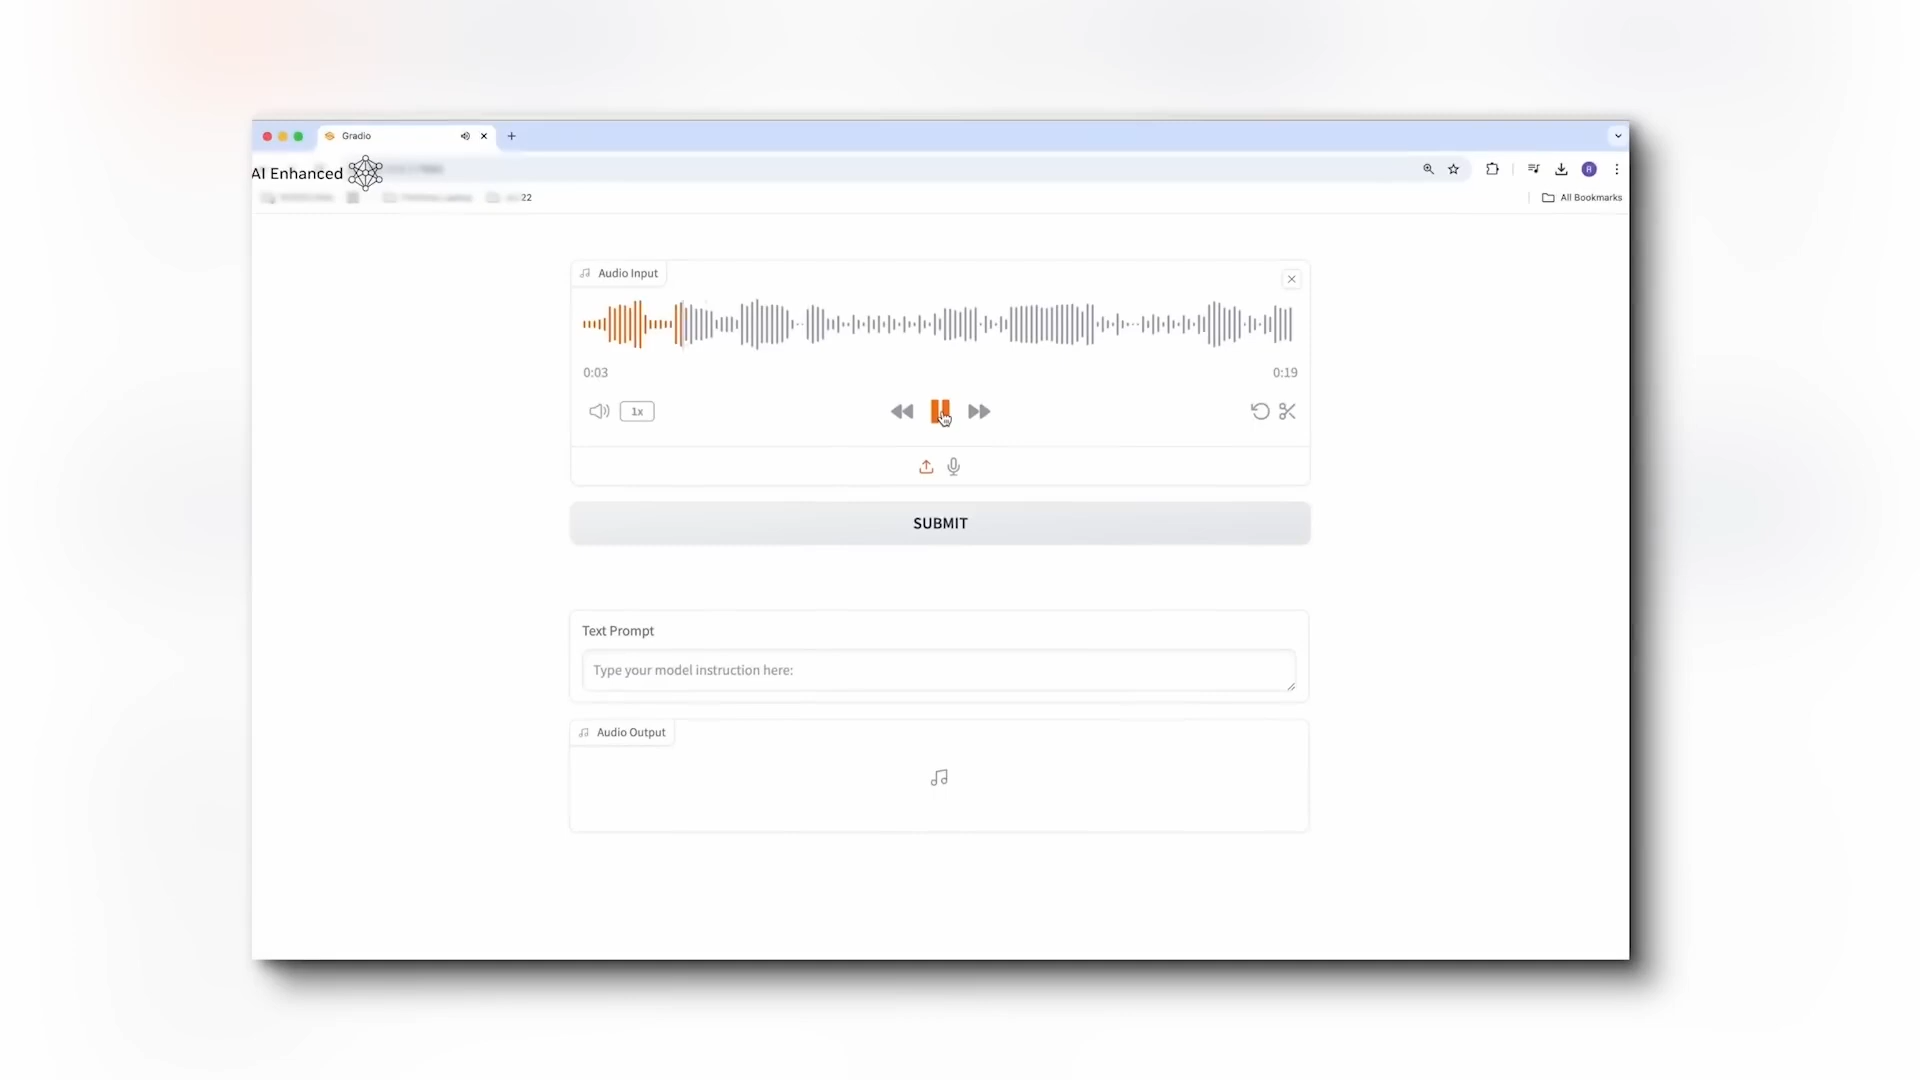 Gradio
AI Enhanced
22
All Bookmarks
Audio Input
0:03
0:19
1x
SUBMIT
Text Prompt
Type your model instruction here:
Audio Output